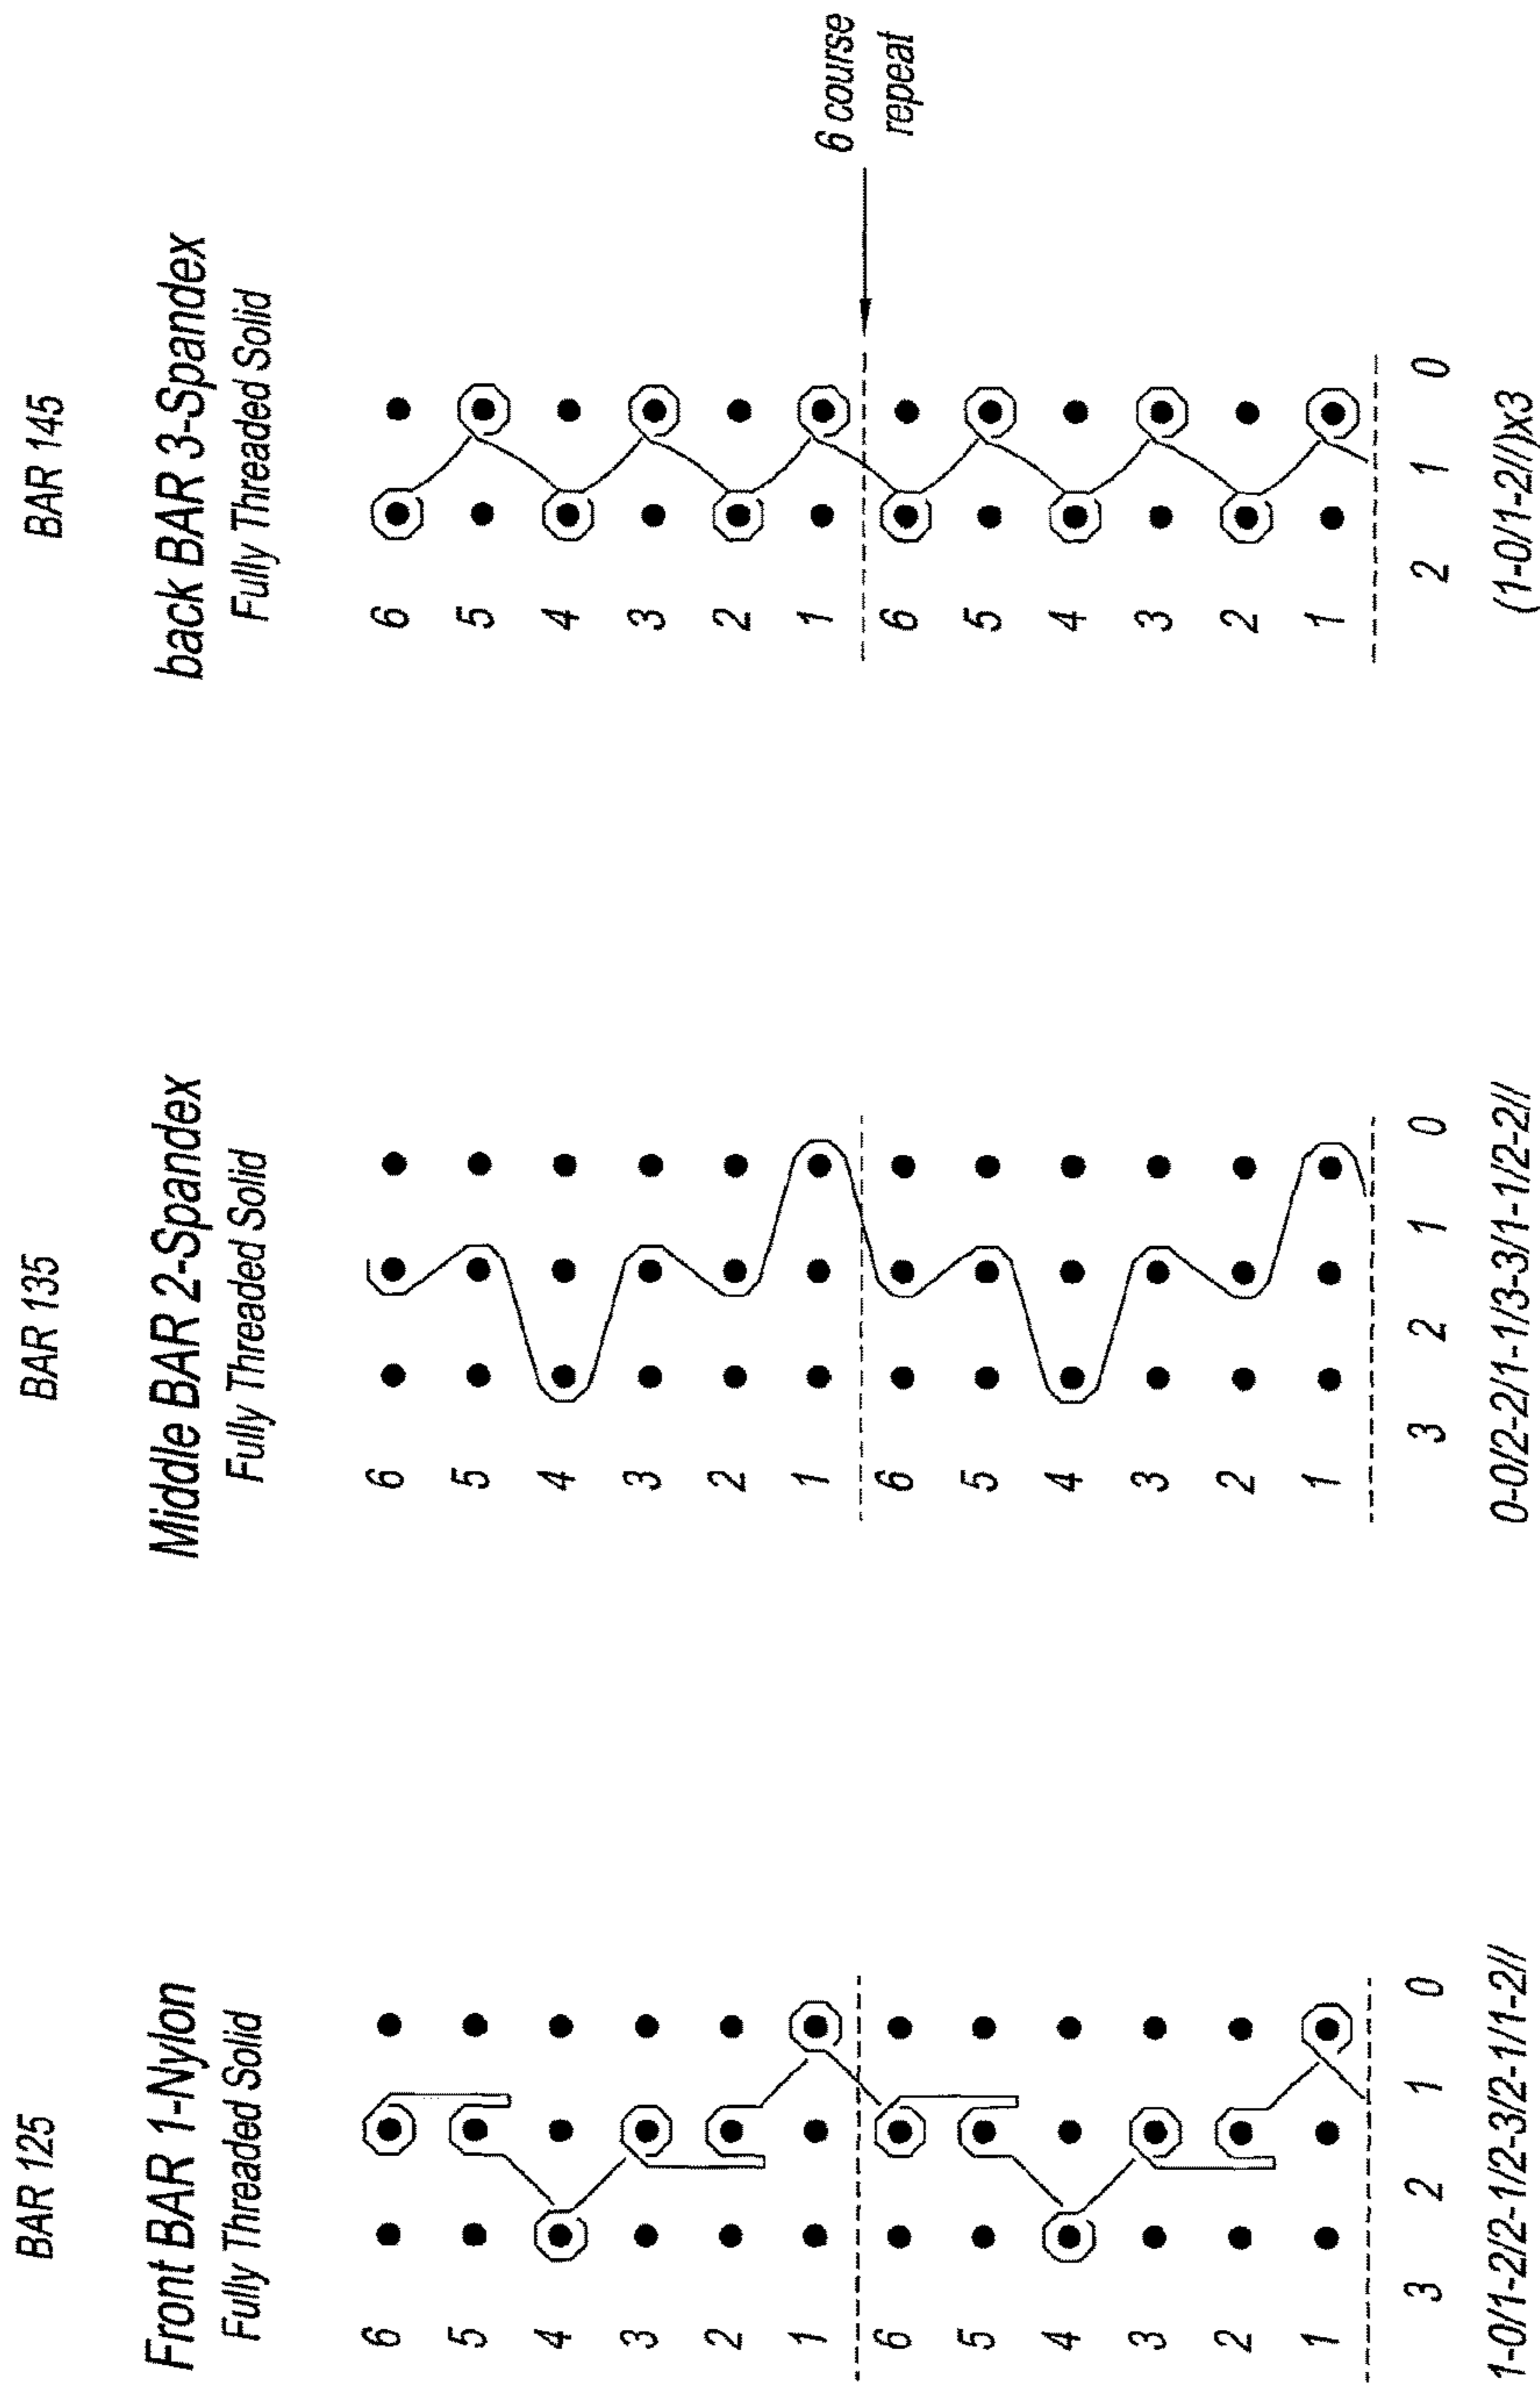 BAR 125
Front BAR 1-Nylon
Fully Threaded Solid
6
5
4
3
2
1
6
5
4
3
2
1
3 2 1 0
1-0/1-2/2-1/2-3/2-1/1-2//
BAR 135
Middle BAR 2-Spandex
Fully Threaded Solid
6
5
4
3
2
1
6
5
4
3
2
1
3 2 1 0
0-0/2-2/1-1/3-3/1-1/2-2//
BAR 145
back BAR 3-Spandex
Fully Threaded Solid
6
5
4
3
2
1
6
5
4
3
2
1
2 1 0
(1-0/1-2//)x3
6 course
repeat